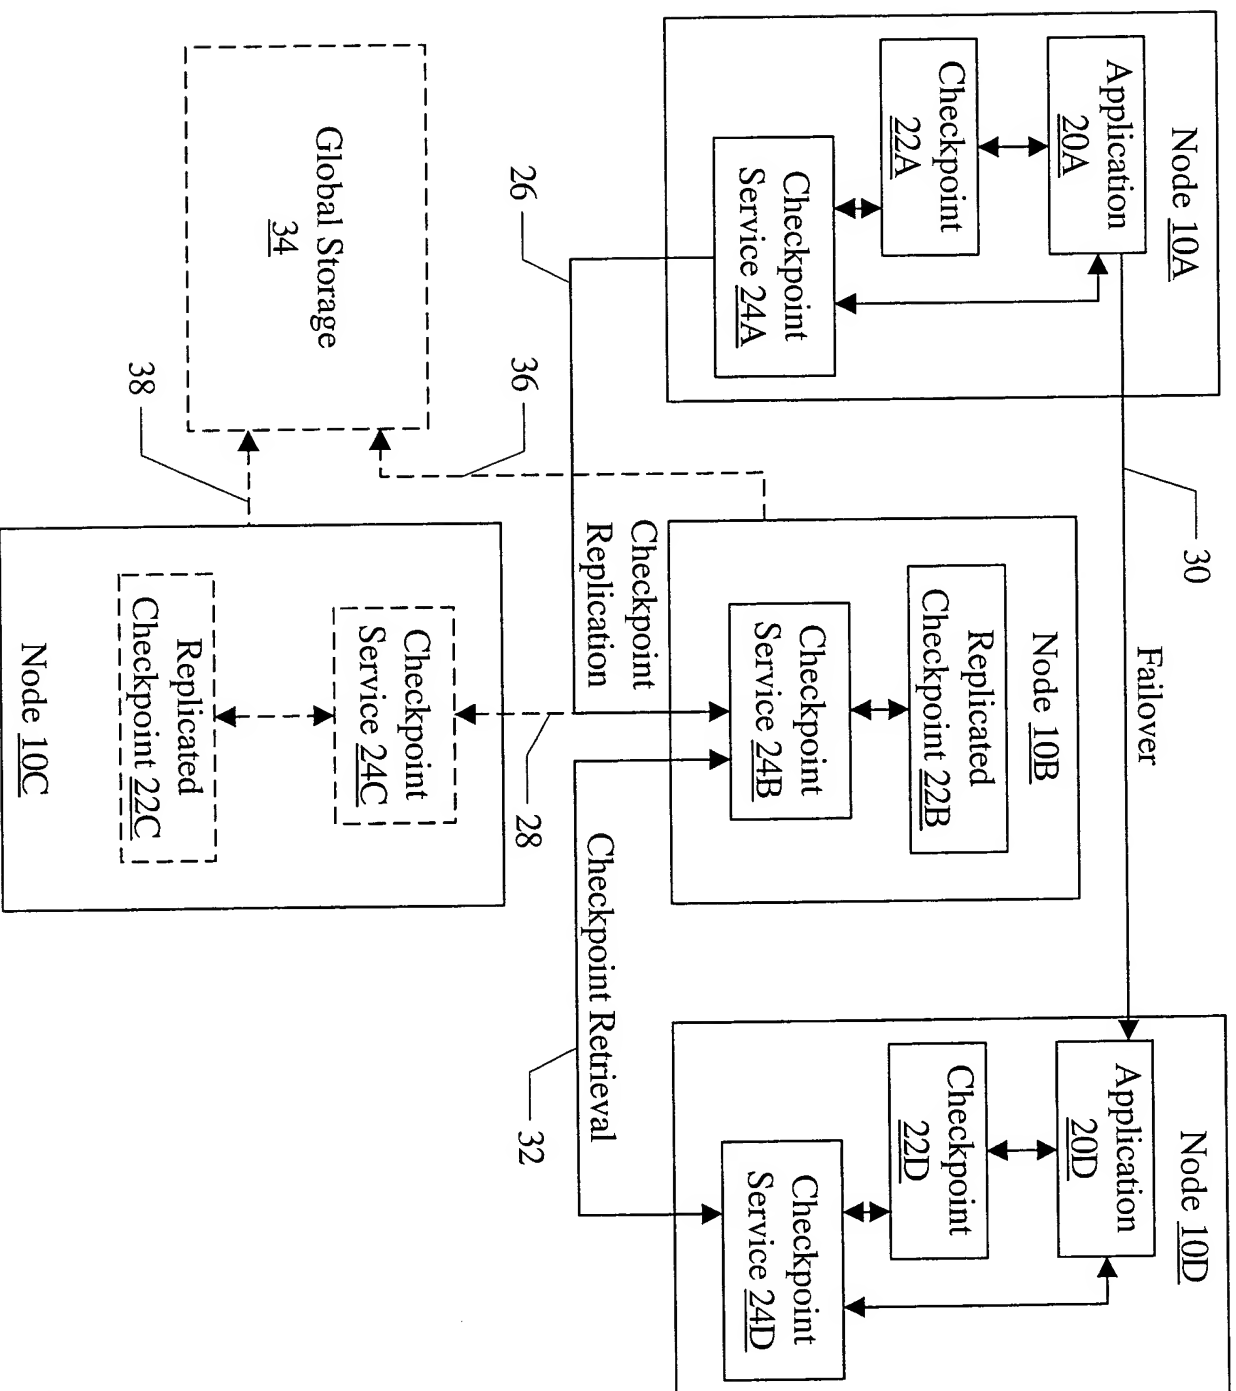 Node 10A
Application
20A
Checkpoint
22A
Checkpoint
Service 24A
30
Failover
Node 10B
Replicated
Checkpoint 22B
Checkpoint
Service 24B
Node 10D
Application
20D
Checkpoint
22D
Checkpoint
Service 24D
26
Checkpoint
Replication
28
Checkpoint Retrieval
32
36
Global Storage
34
38
Checkpoint
Service 24C
Replicated
Checkpoint 22C
Node 10C